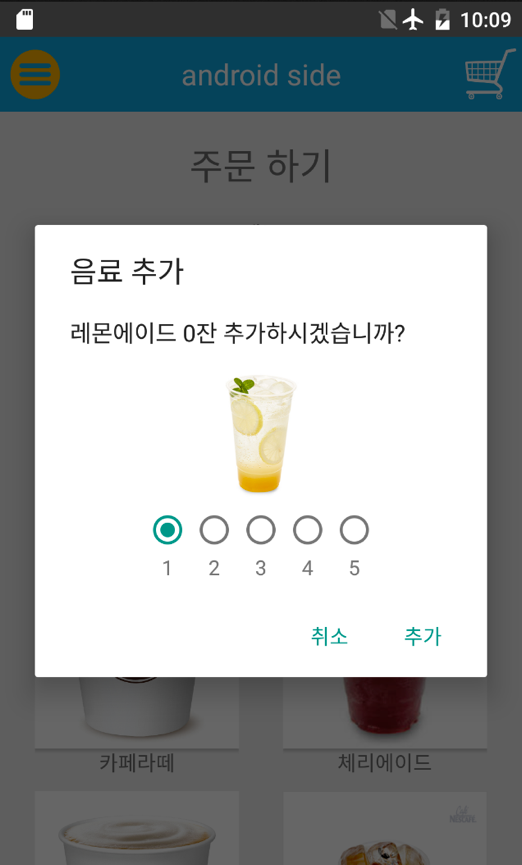 10:09
android side
주문 하기
음료 추가
레몬에이드 0잔 추가하시겠습니까?
1 2 3 4 5
취소 추가
카페라떼 체리에이드